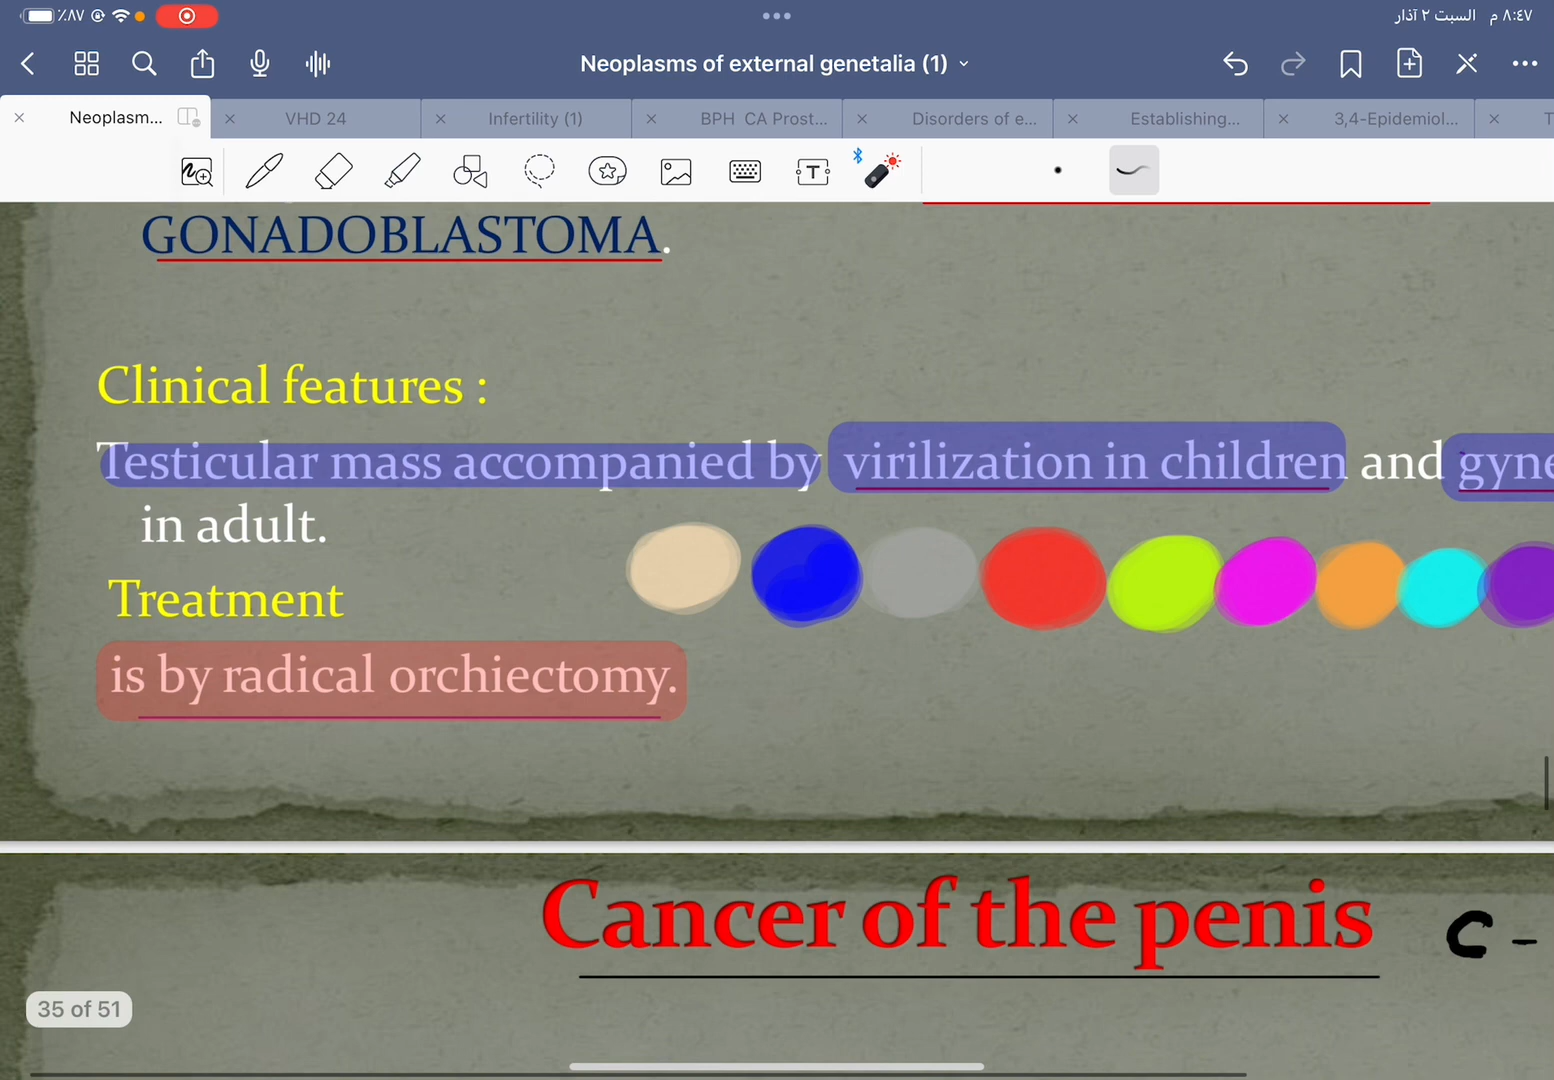 ٪٨٧
٨:٤٧ م السبت ٢ آذار
Neoplasms of external genetalia (1)
Neoplasm...
VHD 24
Infertility (1)
BPH CA Prost...
Disorders of e...
Establishing...
3,4-Epidemiol...
T
GONADOBLASTOMA.
Clinical features :
Testicular mass accompanied by virilization in children and gyne
in adult.
Treatment
is by radical orchiectomy.
Cancer of the penis
C -
35 of 51